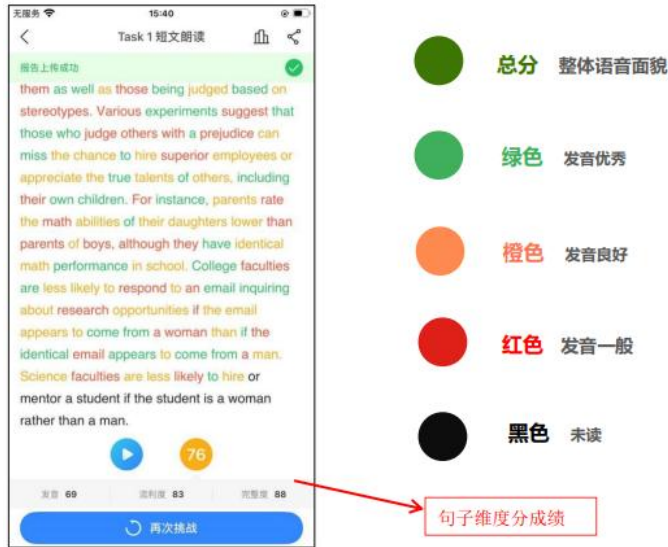 无服务 15:40
Task 1 短文朗读
报告上传成功
them as well as those being judged based on
stereotypes. Various experiments suggest that
those who judge others with a prejudice can
miss the chance to hire superior employees or
appreciate the true talents of others, including
their own children. For instance, parents rate
the math abilities of their daughters lower than
parents of boys, although they have identical
math performance in school. College faculties
are less likely to respond to an email inquiring
about research opportunities if the email
appears to come from a woman than if the
identical email appears to come from a man.
Science faculties are less likely to hire or
mentor a student if the student is a woman
rather than a man.
76
发音 69 流利度 83 完整度 88
再次挑战
总分 整体语音面貌
绿色 发音优秀
橙色 发音良好
红色 发音一般
黑色 未读
句子维度分成绩